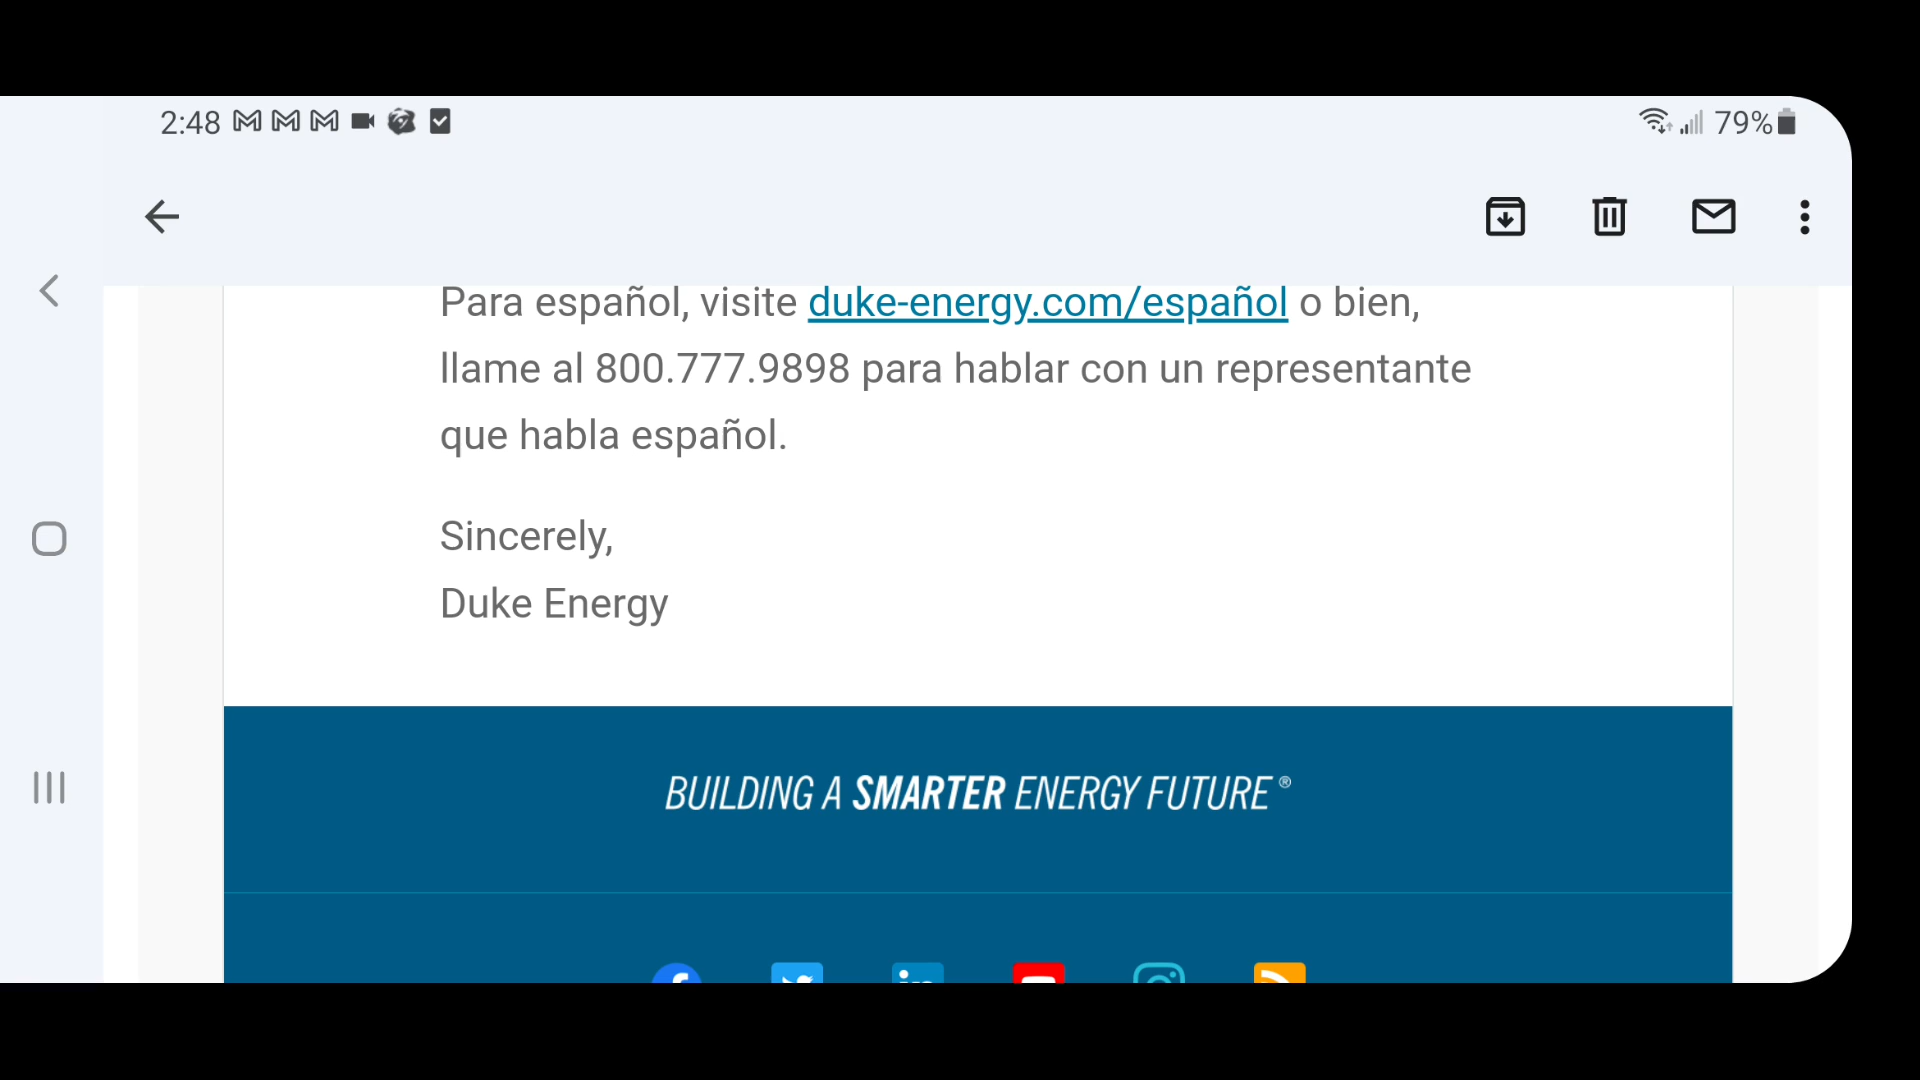 2:48
79%
Para español, visite duke-energy.com/español o bien,
llame al 800.777.9898 para hablar con un representante
que habla español.
Sincerely,
Duke Energy
BUILDING A SMARTER ENERGY FUTURE®